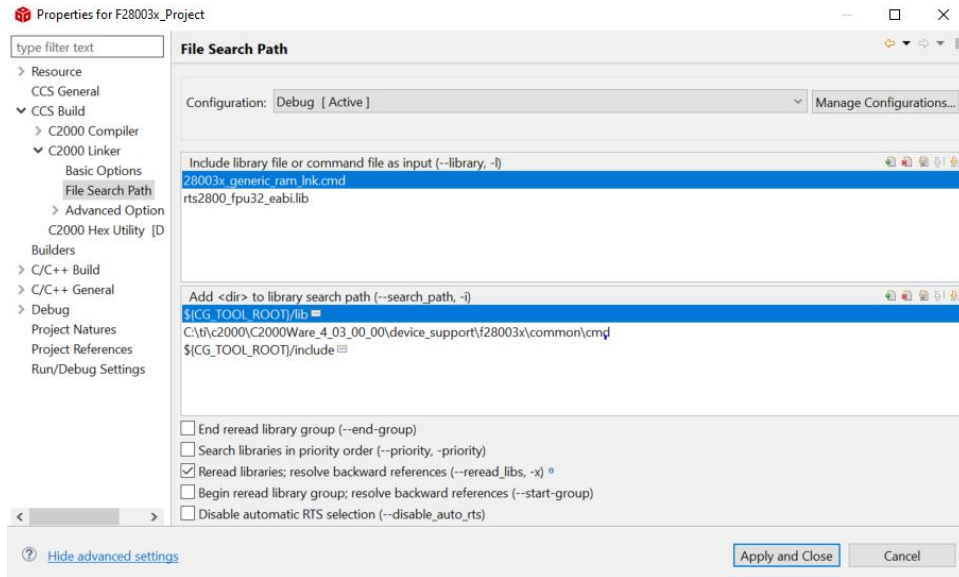 Properties for F28003x_Project
type filter text
File Search Path
Resource
CCS General
CCS Build
C2000 Compiler
C2000 Linker
Basic Options
File Search Path
Advanced Option
C2000 Hex Utility [D
Builders
C/C++ Build
C/C++ General
Debug
Project Natures
Project References
Run/Debug Settings
Configuration: Debug [ Active ]
Manage Configurations...
Include library file or command file as input (--library, -l)
28003x_generic_ram_lnk.cmd
rts2800_fpu32_eabi.lib
Add <dir> to library search path (--search_path, -i)
${CG_TOOL_ROOT}/lib
C:\ti\c2000\C2000Ware_4_03_00_00\device_support\f28003x\common\cmd
${CG_TOOL_ROOT}/include
End reread library group (--end-group)
Search libraries in priority order (--priority, -priority)
Reread libraries; resolve backward references (--reread_libs, -x)
Begin reread library group; resolve backward references (--start-group)
Disable automatic RTS selection (--disable_auto_rts)
Hide advanced settings
Apply and Close
Cancel